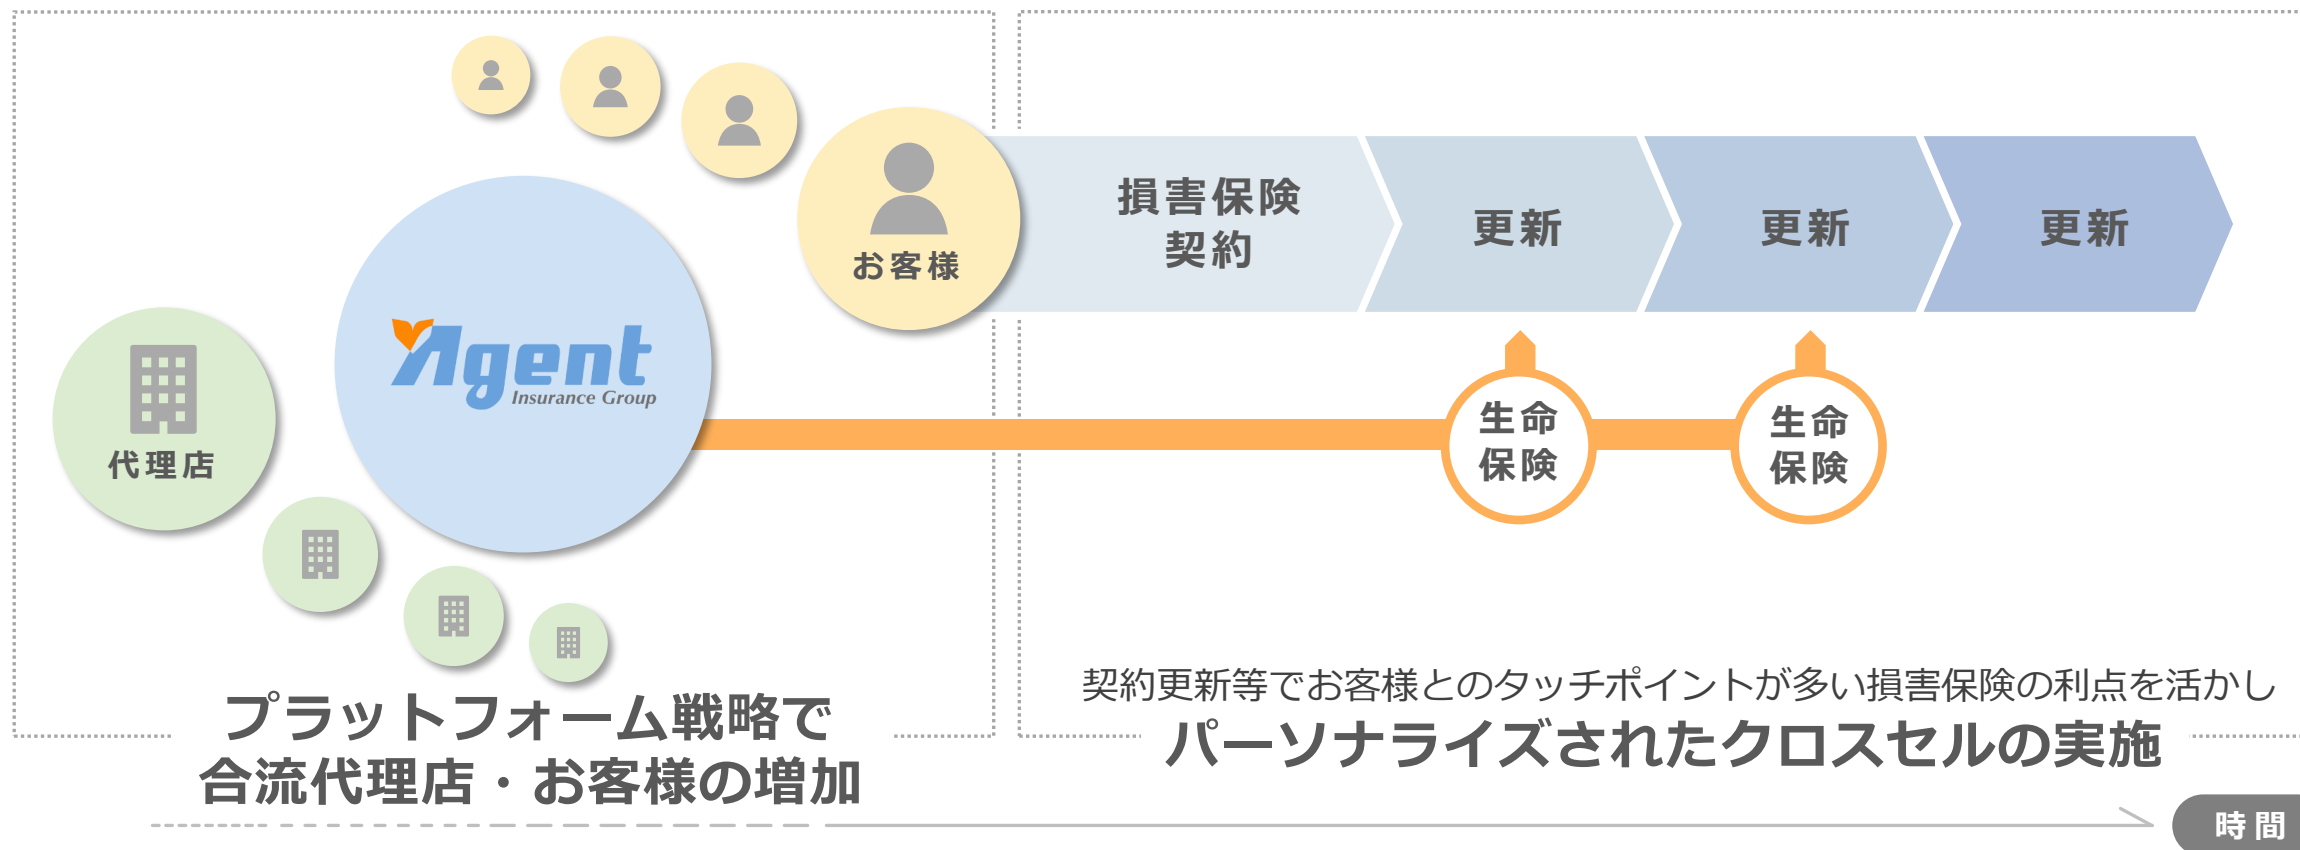 お客様
損害保険
契約
更新
更新
更新
Agent
Insurance Group
代理店
生命
保険
生命
保険
プラットフォーム戦略で
合流代理店・お客様の増加
契約更新等でお客様とのタッチポイントが多い損害保険の利点を活かし
パーソナライズされたクロスセルの実施
時間